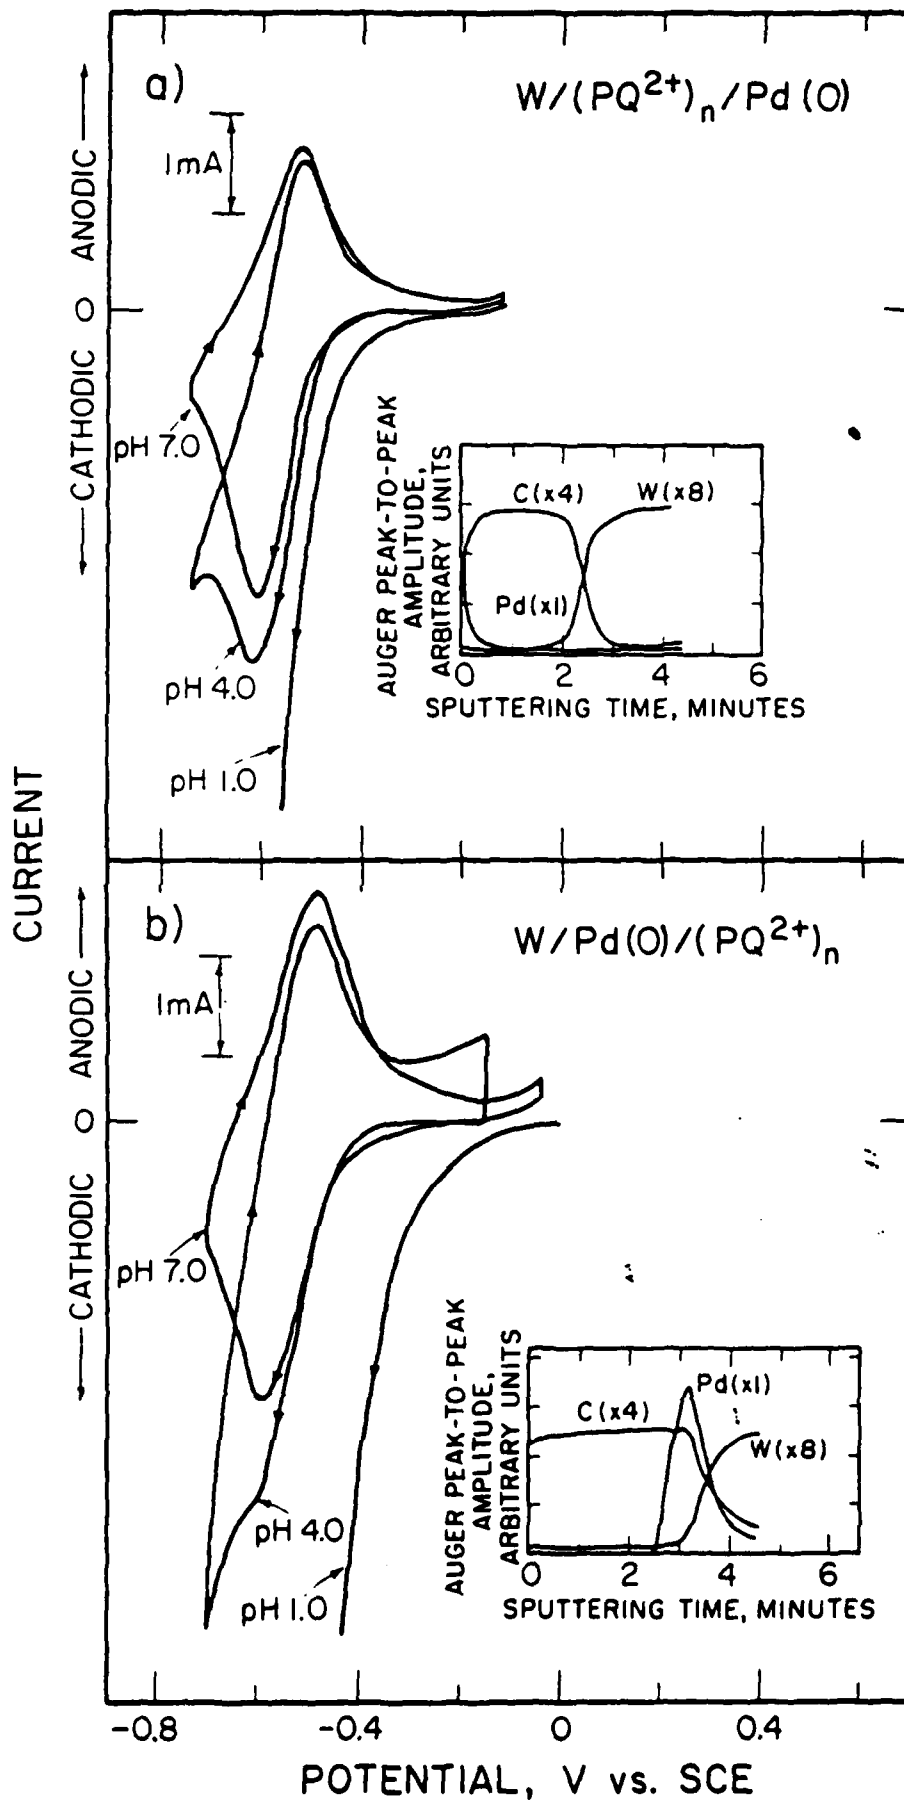 a)
W/(PQ²⁺)ₙ/Pd(0)
1mA
CURRENT
←CATHODIC 0 ANODIC→
pH 7.0
pH 4.0
pH 1.0
AUGER PEAK-TO-PEAK
AMPLITUDE,
ARBITRARY UNITS
C(x4)
W(x8)
Pd(x1)
0 2 4 6
SPUTTERING TIME, MINUTES
b)
W/Pd(0)/(PQ²⁺)ₙ
1mA
←CATHODIC 0 ANODIC→
pH 7.0
pH 4.0
pH 1.0
AUGER PEAK-TO-PEAK
AMPLITUDE,
ARBITRARY UNITS
Pd(x1)
C(x4)
W(x8)
0 2 4 6
SPUTTERING TIME, MINUTES
-0.8 -0.4 0 0.4
POTENTIAL, V vs. SCE